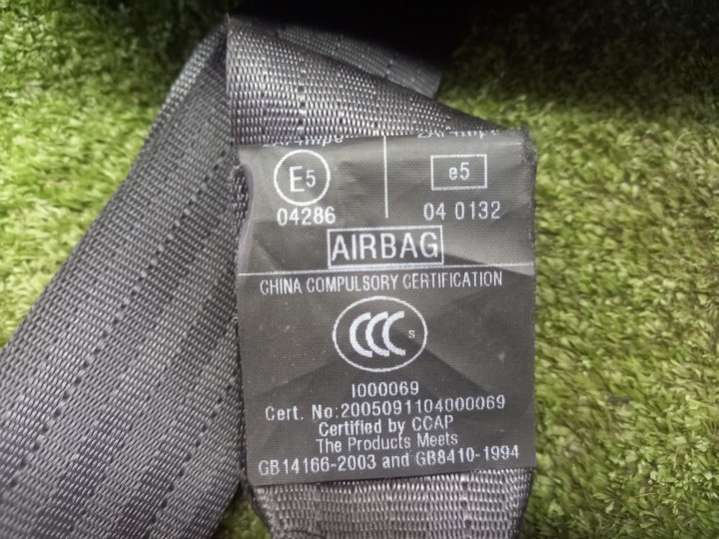 E5
e5
04286
04 0132
AIRBAG
CHINA COMPULSORY CERTIFICATION
CCC S
I000069
Cert. No:2005091104000069
Certified by CCAP
The Products Meets
GB14166-2003 and GB8410-1994